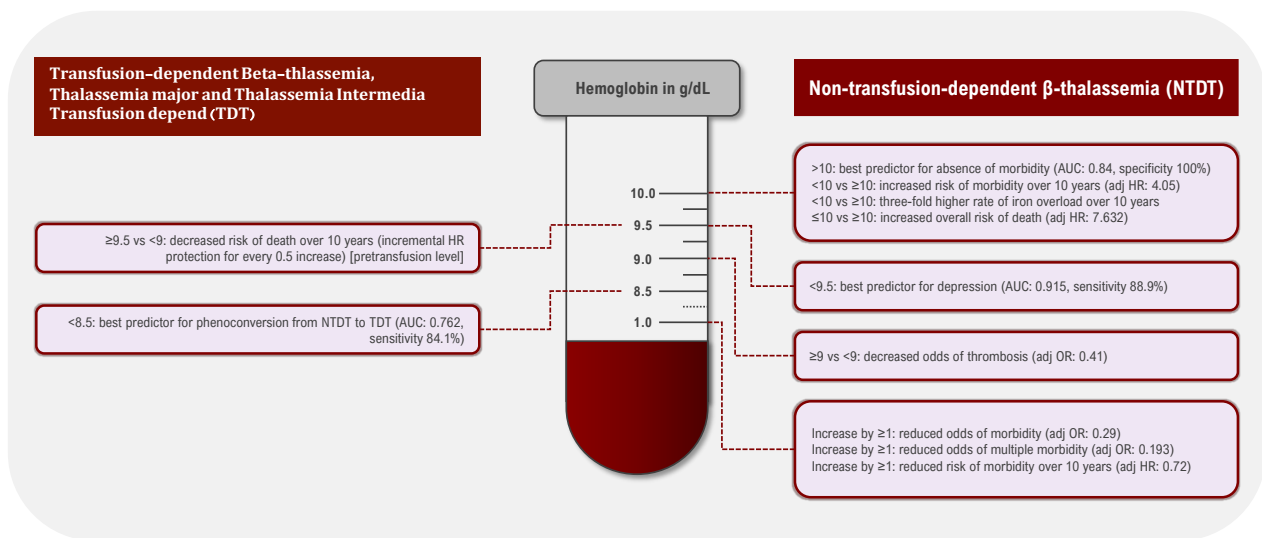 Transfusion-dependent Beta-thlassemia,
Thalassemia major and Thalassemia Intermedia
Transfusion depend (TDT)
Hemoglobin in g/dL
Non-transfusion-dependent β-thalassemia (NTDT)
>10: best predictor for absence of morbidity (AUC: 0.84, specificity 100%)
<10 vs ≥10: increased risk of morbidity over 10 years (adj HR: 4.05)
<10 vs ≥10: three-fold higher rate of iron overload over 10 years
≤10 vs ≥10: increased overall risk of death (adj HR: 7.632)
10.0
9.5
9.0
8.5
1.0
≥9.5 vs <9: decreased risk of death over 10 years (incremental HR
protection for every 0.5 increase) [pretransfusion level]
<8.5: best predictor for phenoconversion from NTDT to TDT (AUC: 0.762,
sensitivity 84.1%)
<9.5: best predictor for depression (AUC: 0.915, sensitivity 88.9%)
≥9 vs <9: decreased odds of thrombosis (adj OR: 0.41)
Increase by ≥1: reduced odds of morbidity (adj OR: 0.29)
Increase by ≥1: reduced odds of multiple morbidity (adj OR: 0.193)
Increase by ≥1: reduced risk of morbidity over 10 years (adj HR: 0.72)